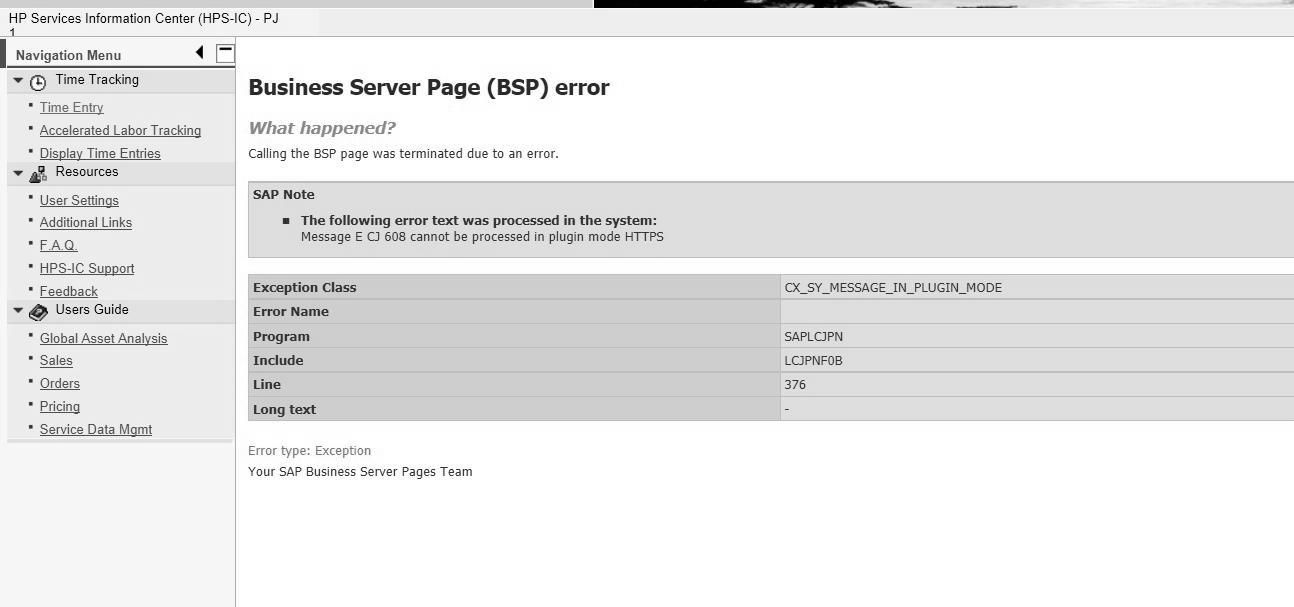 HP Services Information Center (HPS-IC) - PJ
1
Navigation Menu
Time Tracking
Time Entry
Accelerated Labor Tracking
Display Time Entries
Resources
User Settings
Additional Links
F.A.Q.
HPS-IC Support
Feedback
Users Guide
Global Asset Analysis
Sales
Orders
Pricing
Service Data Mgmt
Business Server Page (BSP) error
What happened?
Calling the BSP page was terminated due to an error.
SAP Note
The following error text was processed in the system:
Message E CJ 608 cannot be processed in plugin mode HTTPS
Exception Class CX_SY_MESSAGE_IN_PLUGIN_MODE
Error Name
Program SAPLCJPN
Include LCJPNF0B
Line 376
Long text -
Error type: Exception
Your SAP Business Server Pages Team